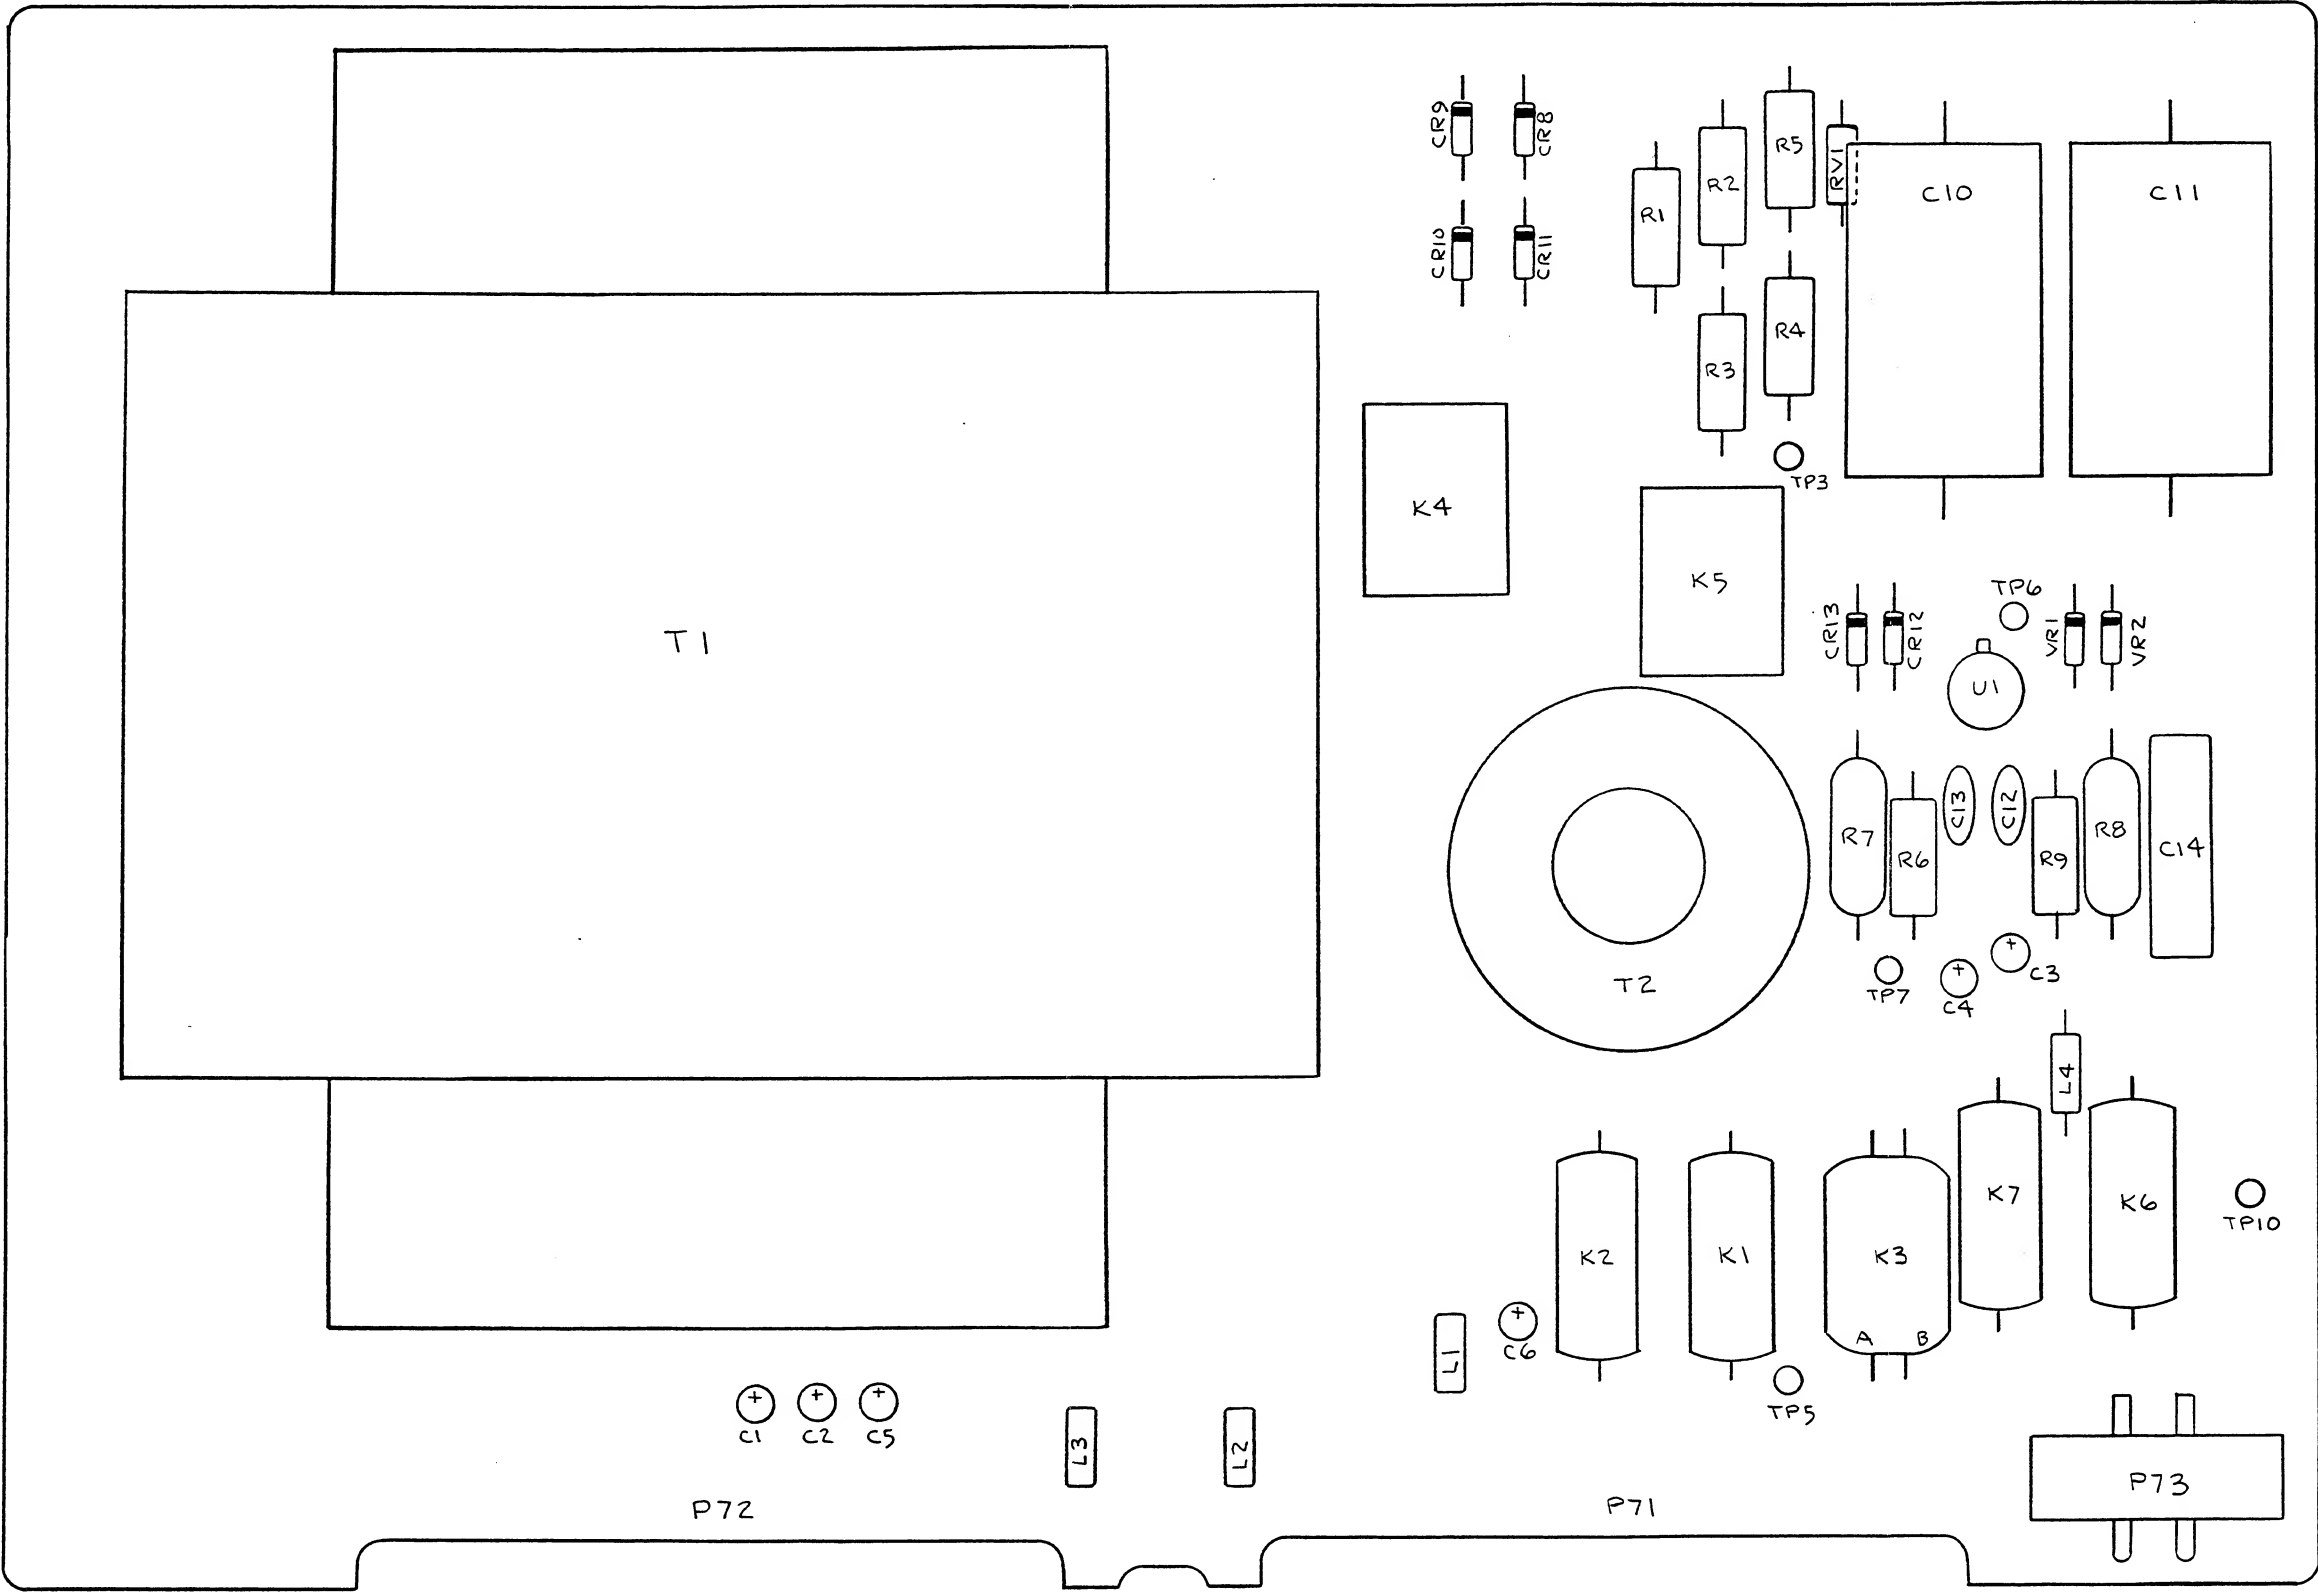 CR9
CR8
R5
RV1
R2
R1
C10
C11
CR10
CR11
R4
R3
TP3
K4
K5
TP6
CR13
CR12
VR1
VR2
T1
U1
C13
C12
R7
R6
R9
R8
C14
T2
TP7
C4
+
C3
+
L4
K7
K6
TP10
K2
K1
K3
A
B
+
C6
L1
TP5
+
+
+
C1
C2
C5
L3
L2
P73
P72
P71